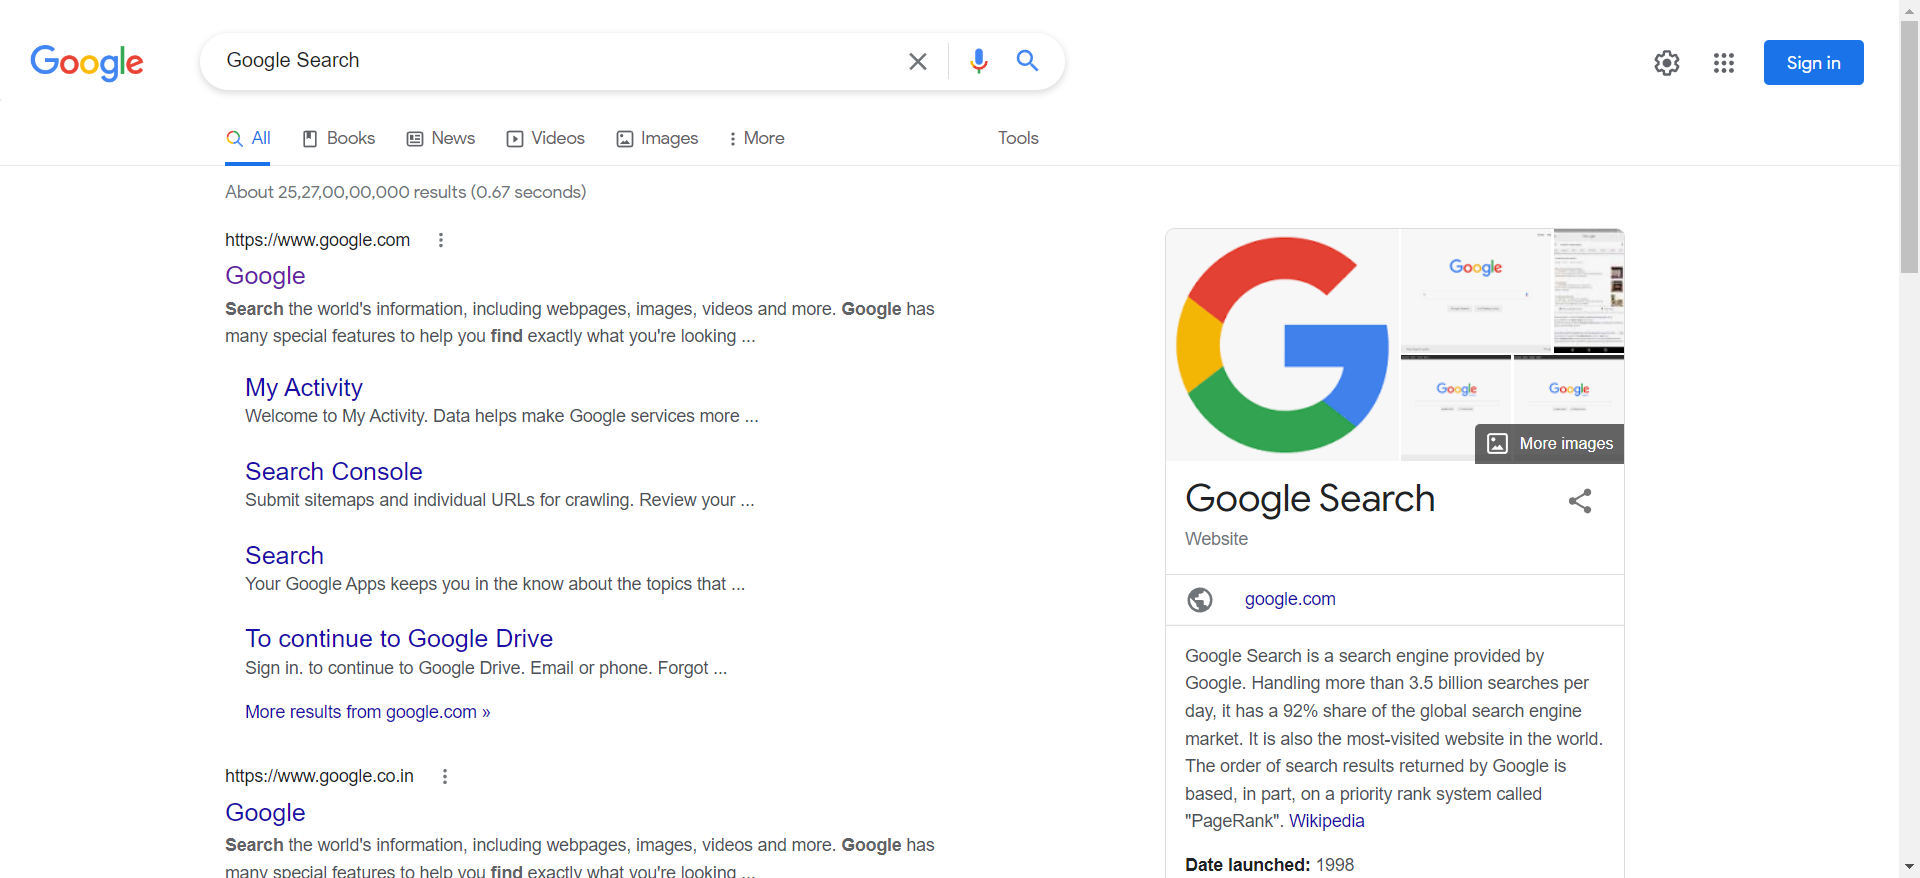 Google
Google Search
Sign in
All
Books
News
Videos
Images
More
Tools
About 25,27,00,00,000 results (0.67 seconds)
https://www.google.com
Google
Search the world's information, including webpages, images, videos and more. Google has
many special features to help you find exactly what you're looking ...
My Activity
Welcome to My Activity. Data helps make Google services more ...
Search Console
Submit sitemaps and individual URLs for crawling. Review your ...
Search
Your Google Apps keeps you in the know about the topics that ...
To continue to Google Drive
Sign in. to continue to Google Drive. Email or phone. Forgot ...
More results from google.com »
https://www.google.co.in
Google
Search the world's information, including webpages, images, videos and more. Google has
many special features to help you find exactly what you're looking ...
Google
Google
Google
More images
Google Search
Website
google.com
Google Search is a search engine provided by
Google. Handling more than 3.5 billion searches per
day, it has a 92% share of the global search engine
market. It is also the most-visited website in the world.
The order of search results returned by Google is
based, in part, on a priority rank system called
"PageRank". Wikipedia
Date launched: 1998